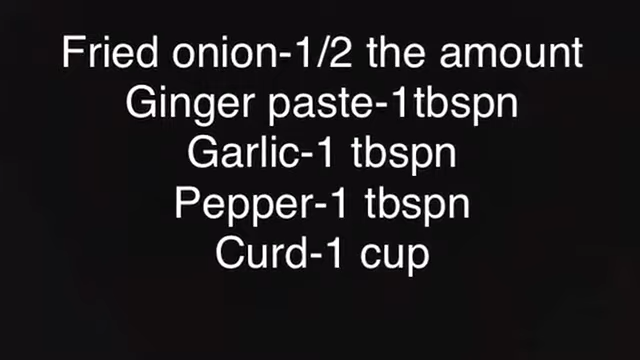 Fried onion-1/2 the amount
Ginger paste-1tbspn
Garlic-1 tbspn
Pepper-1 tbspn
Curd-1 cup